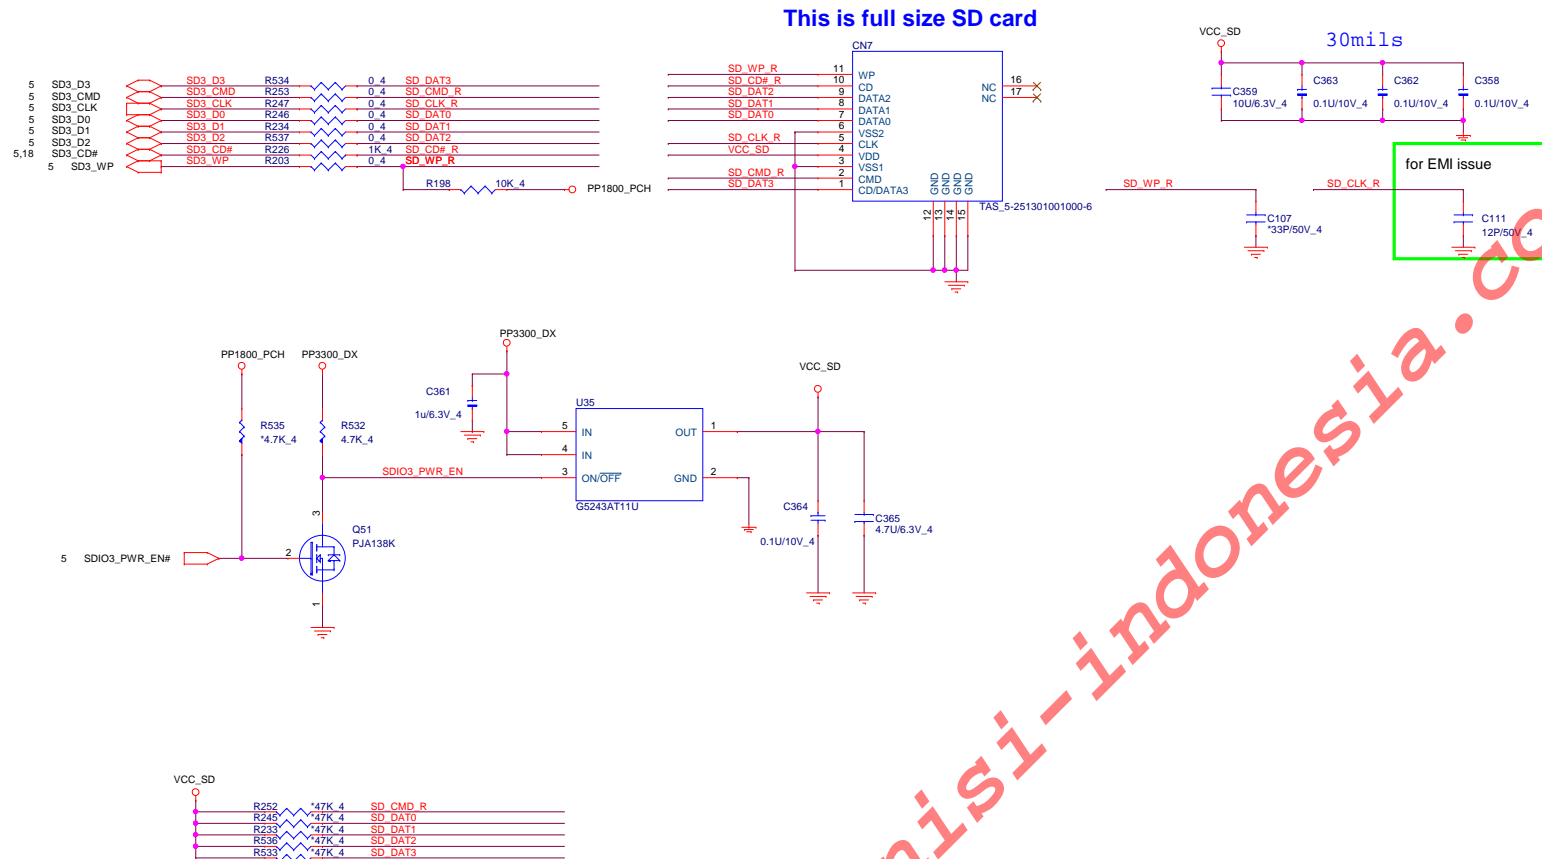 This is full size SD card
5 SD3_D3 SD3_D3 R534 0_4 SD_DAT3
5 SD3_CMD SD3_CMD R253 0_4 SD_CMD_R
5 SD3_CLK SD3_CLK R247 0_4 SD_CLK_R
5 SD3_D0 SD3_D0 R246 0_4 SD_DAT0
5 SD3_D1 SD3_D1 R234 0_4 SD_DAT1
5 SD3_D2 SD3_D2 R537 0_4 SD_DAT2
5,18 SD3_CD# SD3_CD# R226 1K_4 SD_CD#_R
5 SD3_WP SD3_WP R203 0_4 SD_WP_R
R198 10K_4 PP1800_PCH
CN7
SD_WP_R 11 WP
SD_CD#_R 10 CD
SD_DAT2 9 DATA2
SD_DAT1 8 DATA1
SD_DAT0 7 DATA0
6 VSS2
SD_CLK_R 5 CLK
VCC_SD 4 VDD
3 VSS1
SD_CMD_R 2 CMD
SD_DAT3 1 CD/DATA3
NC 16
NC 17
GND GND GND GND
12 13 14 15
TAS_5-251301001000-6
VCC_SD
30mils
C359
10U/6.3V_4
C363
0.1U/10V_4
C362
0.1U/10V_4
C358
0.1U/10V_4
for EMI issue
SD_WP_R
C107
*33P/50V_4
SD_CLK_R
C111
12P/50V_4
PP1800_PCH
PP3300_DX
R535
*4.7K_4
R532
4.7K_4
SDIO3_PWR_EN
5 SDIO3_PWR_EN#
2
3
1
Q51
PJA138K
PP3300_DX
C361
1u/6.3V_4
U35
5 IN
4 IN
3 ON/OFF
OUT 1
GND 2
G5243AT11U
VCC_SD
C364
0.1U/10V_4
C365
4.7U/6.3V_4
VCC_SD
R252 *47K_4 SD_CMD_R
R245 *47K_4 SD_DAT0
R233 *47K_4 SD_DAT1
R536 *47K_4 SD_DAT2
R533 *47K_4 SD_DAT3
nisi-indonesia.co